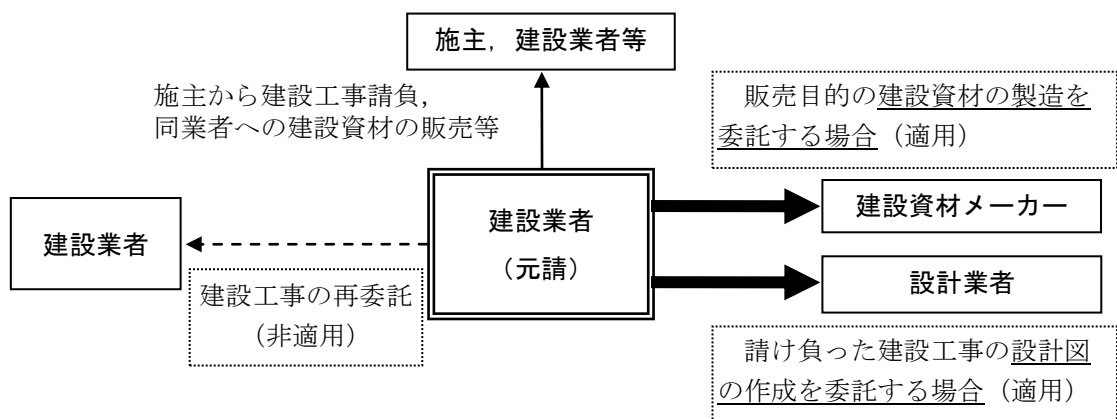 施主，建設業者等
施主から建設工事請負，
同業者への建設資材の販売等
販売目的の建設資材の製造を
委託する場合（適用）
建設業者
建設業者
（元請）
建設資材メーカー
設計業者
建設工事の再委託
（非適用）
請け負った建設工事の設計図
の作成を委託する場合（適用）